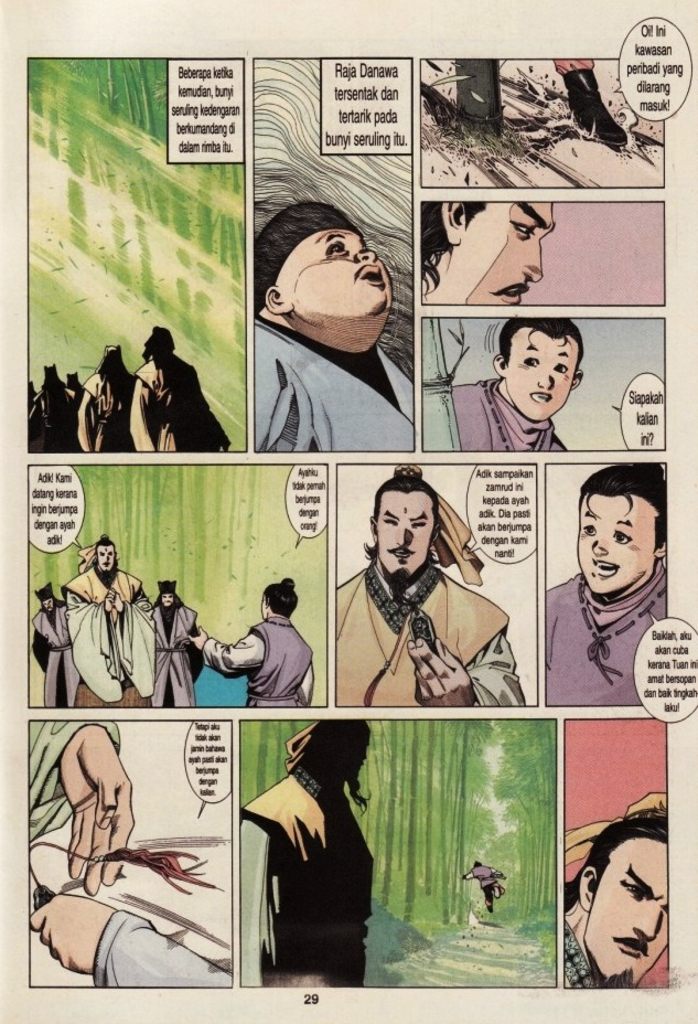 Beberapa ketika
kemudian, bunyi
seruling kedengaran
berkumandang di
dalam rimba itu.
Raja Danawa
tersentak dan
tertarik pada
bunyi seruling itu.
Oi! Ini
kawasan
peribadi yang
dilarang
masuk!
Siapakah
kalian
ini?
Adik! Kami
datang kerana
ingin berjumpa
dengan ayah
adik!
Ayahku
tidak pernah
berjumpa
orang!
Adik sampaikan
zamrud ini
kepada ayah
adik. Dia pasti
akan berjumpa
dengan kami
nanti!
Baiklah, aku
akan cuba
kerana Tuan ini
amat bersopan
dan baik tingkah
laku!
Tetapi aku
tidak
jamin bahawa
ayah pasti akan
berjumpa
dengan
kalian.
29